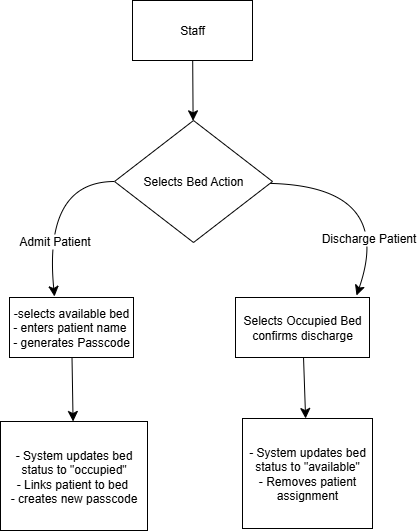 Staff
Selects Bed Action
Admit Patient
Discharge Patient
-selects available bed
- enters patient name
- generates Passcode
Selects Occupied Bed
confirms discharge
- System updates bed
status to "occupied"
- Links patient to bed
- creates new passcode
- System updates bed
status to "available"
- Removes patient
assignment